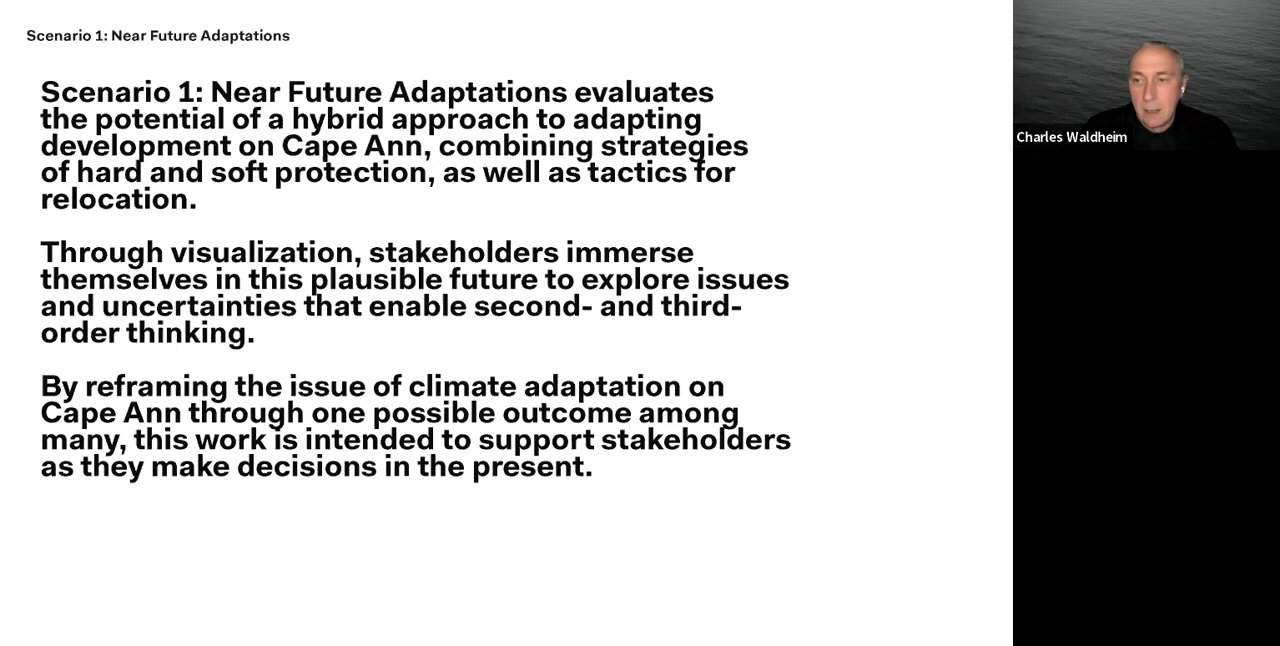 Scenario 1: Near Future Adaptations
Scenario 1: Near Future Adaptations evaluates
the potential of a hybrid approach to adapting
development on Cape Ann, combining strategies
of hard and soft protection, as well as tactics for
relocation.
Through visualization, stakeholders immerse
themselves in this plausible future to explore issues
and uncertainties that enable second- and third-
order thinking.
By reframing the issue of climate adaptation on
Cape Ann through one possible outcome among
many, this work is intended to support stakeholders
as they make decisions in the present.
Charles Waldheim